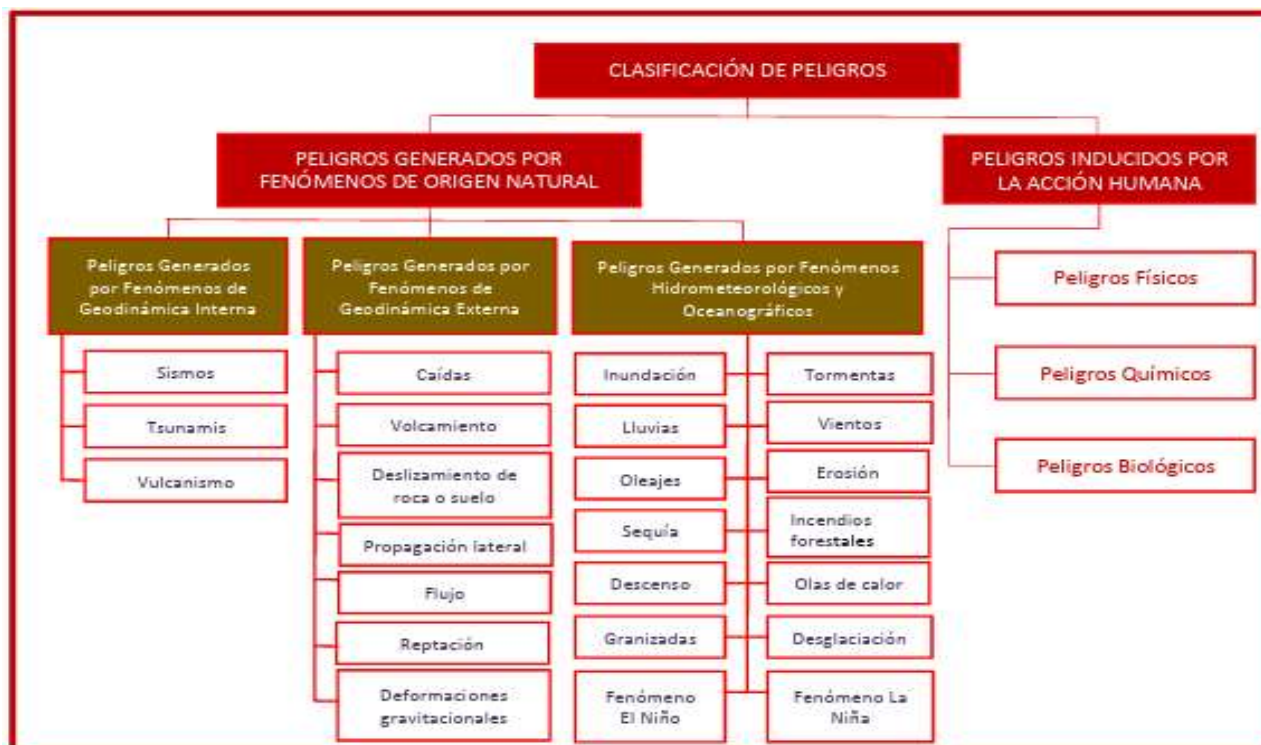 CLASIFICACIÓN DE PELIGROS
PELIGROS GENERADOS POR
FENÓMENOS DE ORIGEN NATURAL
PELIGROS INDUCIDOS POR
LA ACCIÓN HUMANA
Peligros Generados
por Fenómenos de
Geodinámica Interna
Sismos
Tsunamis
Vulcanismo
Peligros Generados por
Fenómenos de
Geodinámica Externa
Caídas
Volcamiento
Deslizamiento de
roca o suelo
Propagación lateral
Flujo
Reptación
Deformaciones
gravitacionales
Peligros Generados por Fenómenos
Hidrometeorológicos y
Oceanográficos
Inundación
Tormentas
Lluvias
Vientos
Oleajes
Erosión
Sequía
Incendios
forestales
Descenso
Olas de calor
Granizadas
Desglaciación
Fenómeno
El Niño
Fenómeno La
Niña
Peligros Físicos
Peligros Químicos
Peligros Biológicos